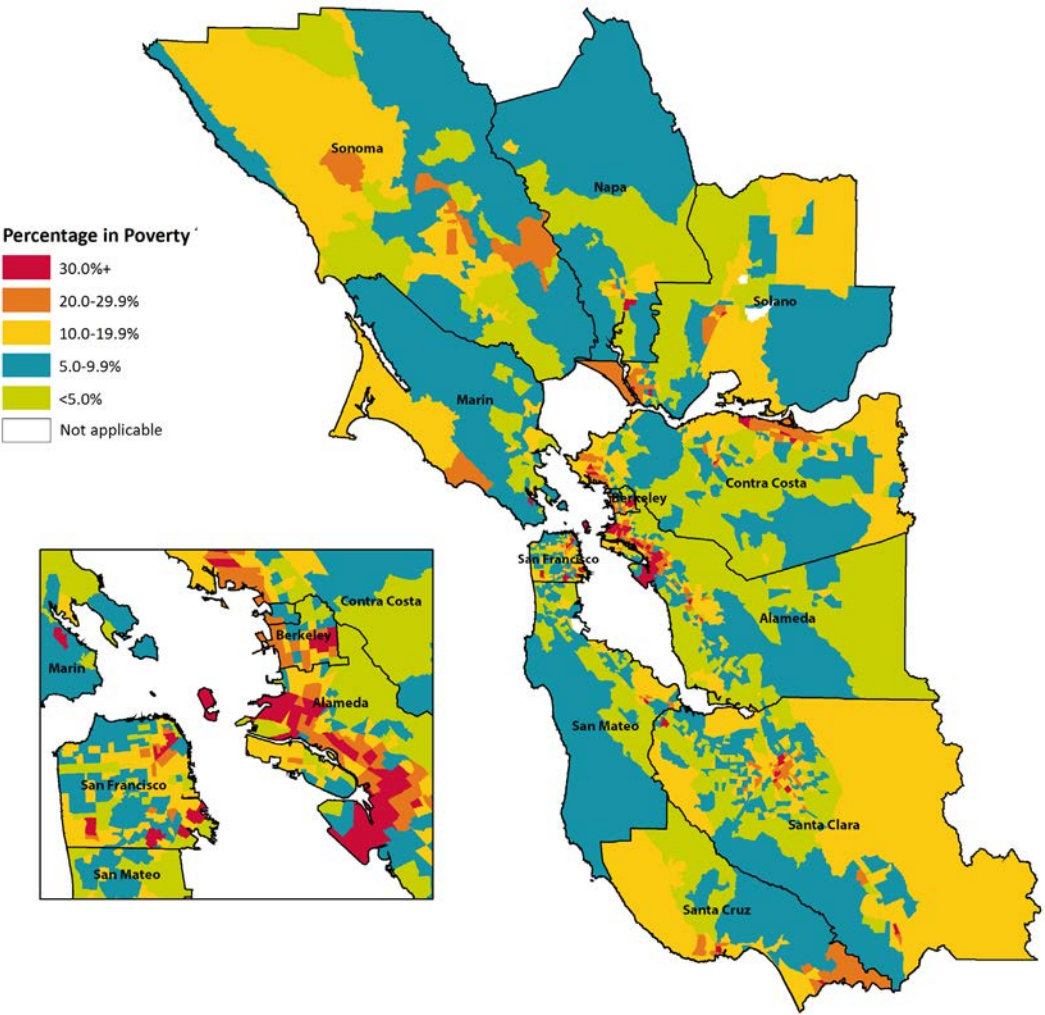 Percentage in Poverty
30.0%+
20.0-29.9%
10.0-19.9%
5.0-9.9%
<5.0%
Not applicable
Sonoma
Napa
Solano
Marin
Contra Costa
Berkeley
San Francisco
Alameda
San Mateo
Santa Clara
Santa Cruz
Contra Costa
Berkeley
Marin
Alameda
San Francisco
San Mateo